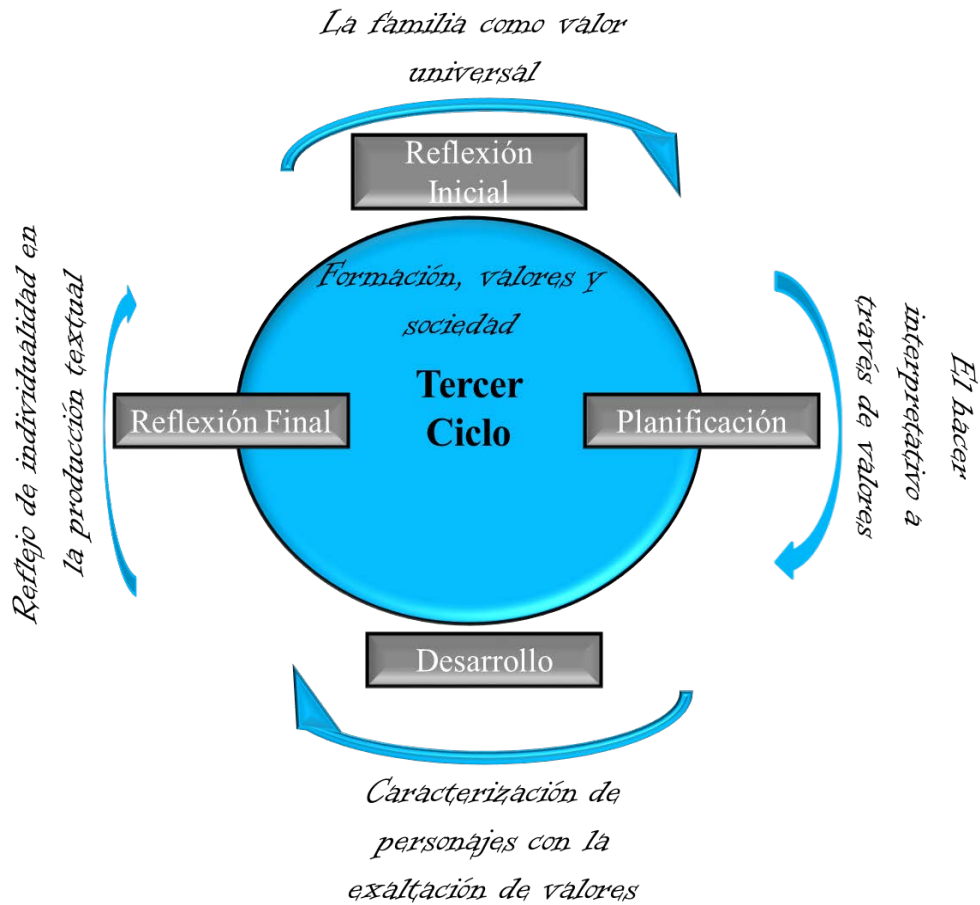 La familia como valor
universal
Reflexión
Inicial
Formación, valores y
sociedad
Tercer
Ciclo
Planificación
El hacer
interpretativo a
través de valores
Desarrollo
Caracterización de
personajes con la
exaltación de valores
Reflexión Final
Reflejo de individualidad en
la producción textual